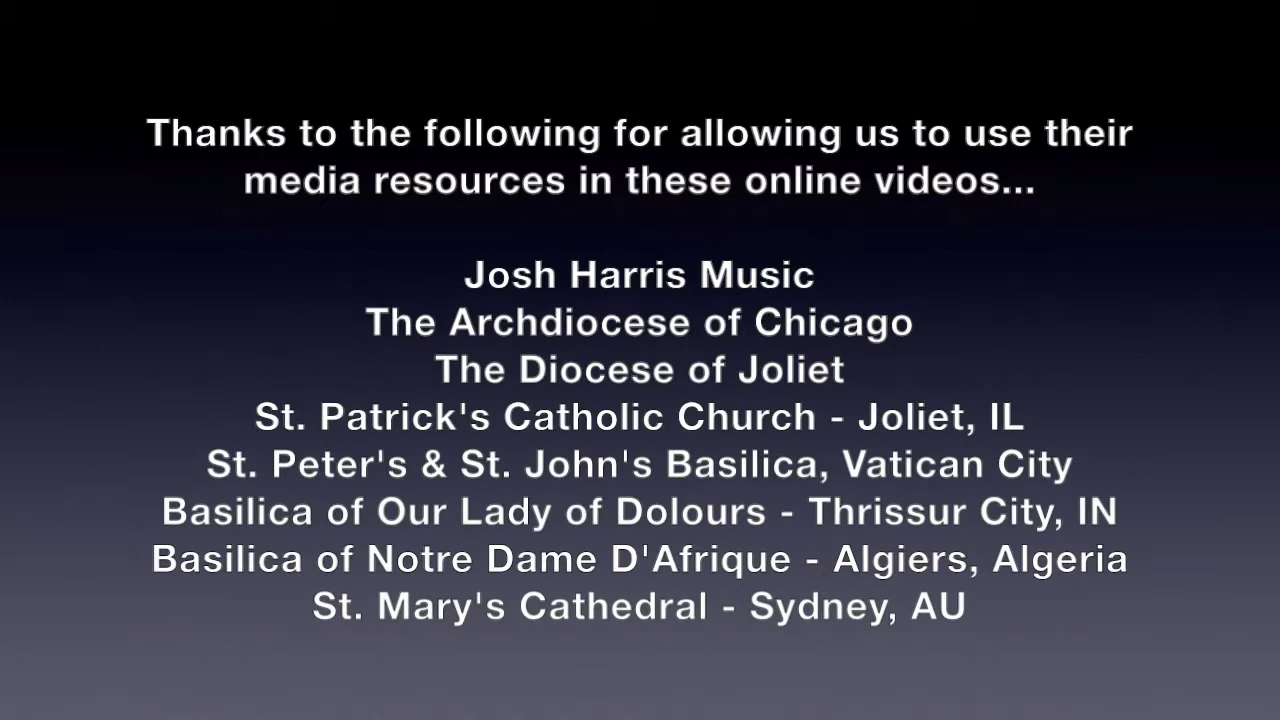 Thanks to the following for allowing us to use their
media resources in these online videos...
Josh Harris Music
The Archdiocese of Chicago
The Diocese of Joliet
St. Patrick's Catholic Church - Joliet, IL
St. Peter's & St. John's Basilica, Vatican City
Basilica of Our Lady of Dolours - Thrissur City, IN
Basilica of Notre Dame D'Afrique - Algiers, Algeria
St. Mary's Cathedral - Sydney, AU